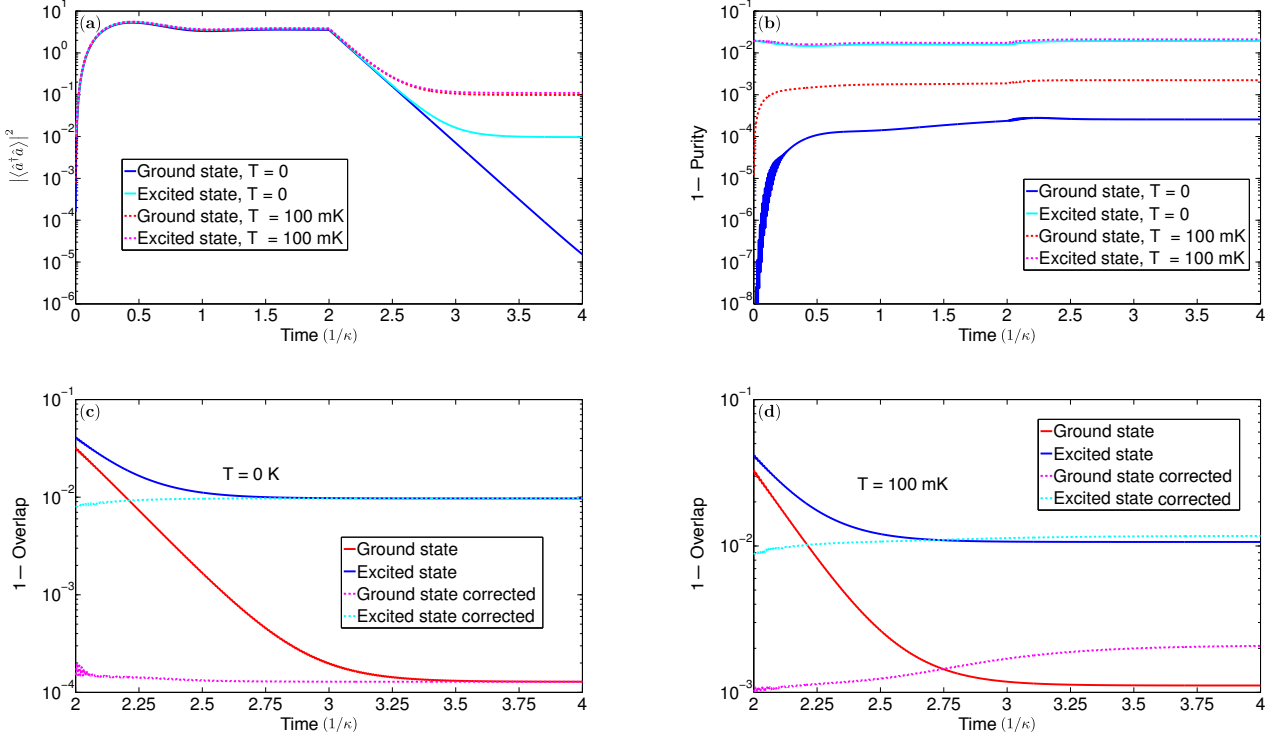 (a)
10^1
10^0
10^-1
10^-2
10^-3
10^-4
10^-5
10^-6
|⟨â†â⟩|^2
Ground state, T = 0
Excited state, T = 0
Ground state, T = 100 mK
Excited state, T = 100 mK
0 0.5 1 1.5 2 2.5 3 3.5 4
Time (1/κ)
(b)
10^-1
10^-2
10^-3
10^-4
10^-5
10^-6
10^-7
10^-8
1− Purity
Ground state, T = 0
Excited state, T = 0
Ground state, T = 100 mK
Excited state, T = 100 mK
0 0.5 1 1.5 2 2.5 3 3.5 4
Time (1/κ)
(c)
10^-1
10^-2
10^-3
10^-4
1− Overlap
T = 0 K
Ground state
Excited state
Ground state corrected
Excited state corrected
2 2.25 2.5 2.75 3 3.25 3.5 3.75 4
Time (1/κ)
(d)
10^-1
10^-2
10^-3
1− Overlap
Ground state
Excited state
Ground state corrected
Excited state corrected
T = 100 mK
2 2.25 2.5 2.75 3 3.25 3.5 3.75 4
Time (1/κ)